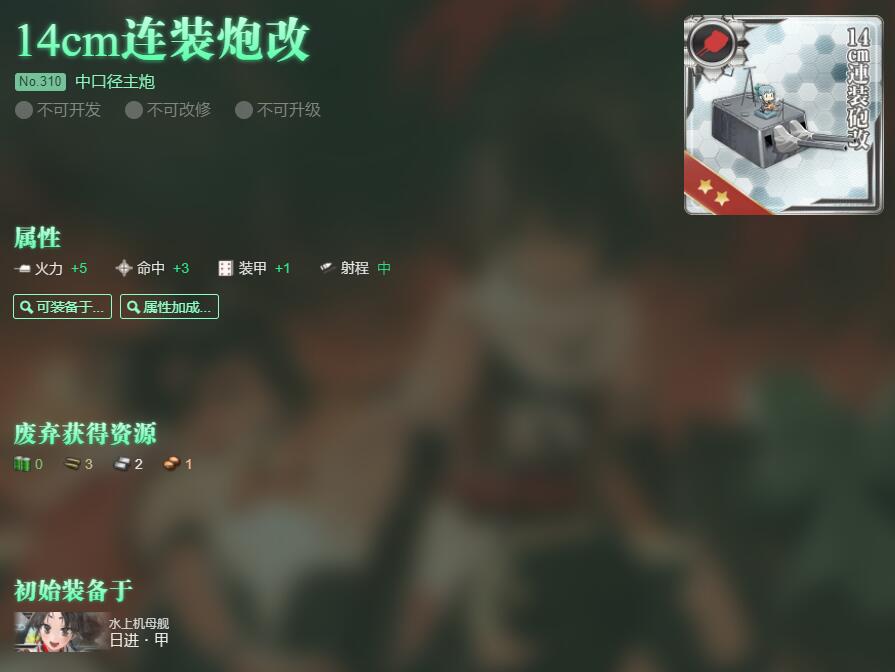 14cm连装炮改
No.310 中口径主炮
不可开发 不可改修 不可升级
14cm連装砲改
属性
火力 +5 命中 +3 装甲 +1 射程 中
可装备于... 属性加成...
废弃获得资源
0 3 2 1
初始装备于
水上机母舰
日进·甲